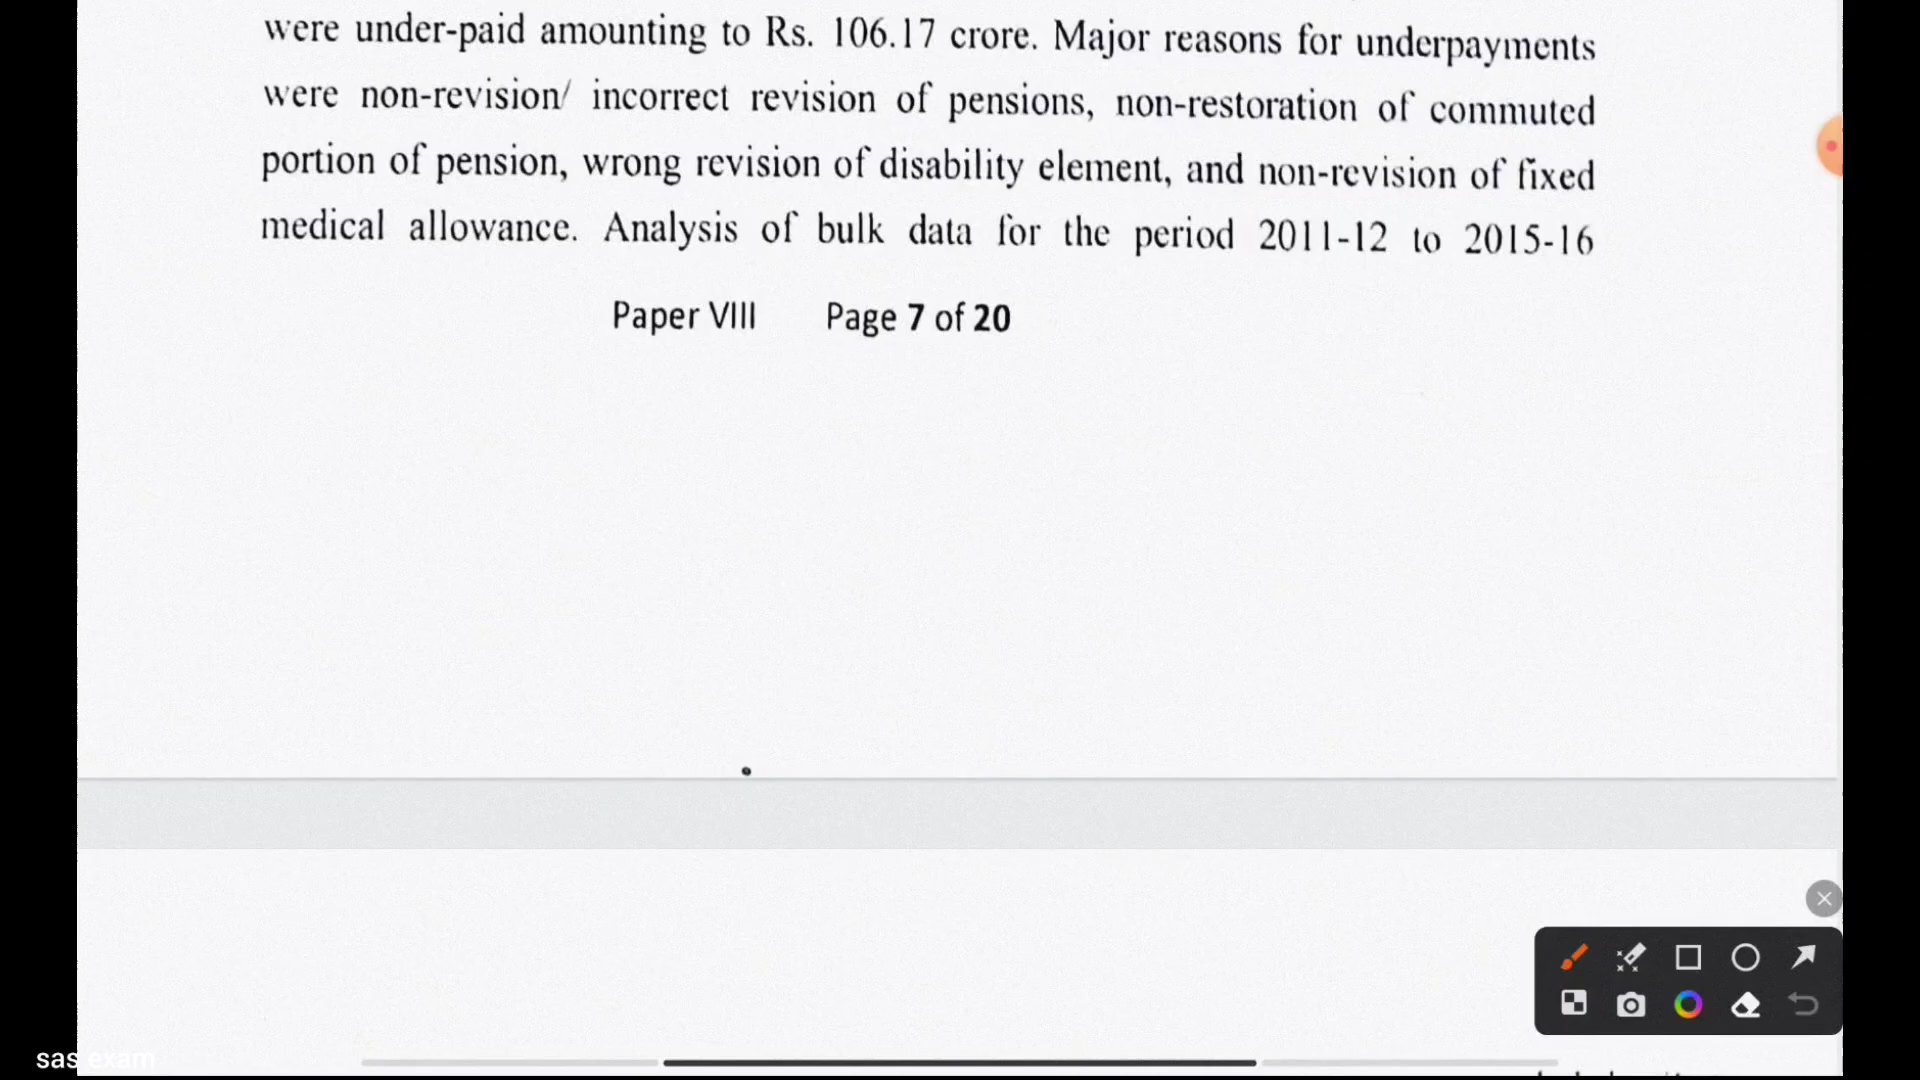 were under-paid amounting to Rs. 106.17 crore. Major reasons for underpayments
were non-revision/ incorrect revision of pensions, non-restoration of commuted
portion of pension, wrong revision of disability element, and non-revision of fixed
medical allowance. Analysis of bulk data for the period 2011-12 to 2015-16
Paper VIII Page 7 of 20
sas exam